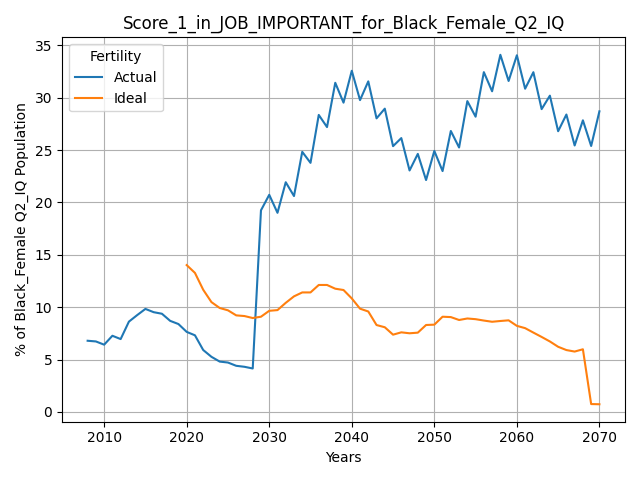 Score_1_in_JOB_IMPORTANT_for_Black_Female_Q2_IQ
Fertility
Actual
Ideal
% of Black_Female Q2_IQ Population
35
30
25
20
15
10
5
0
2010 2020 2030 2040 2050 2060 2070
Years